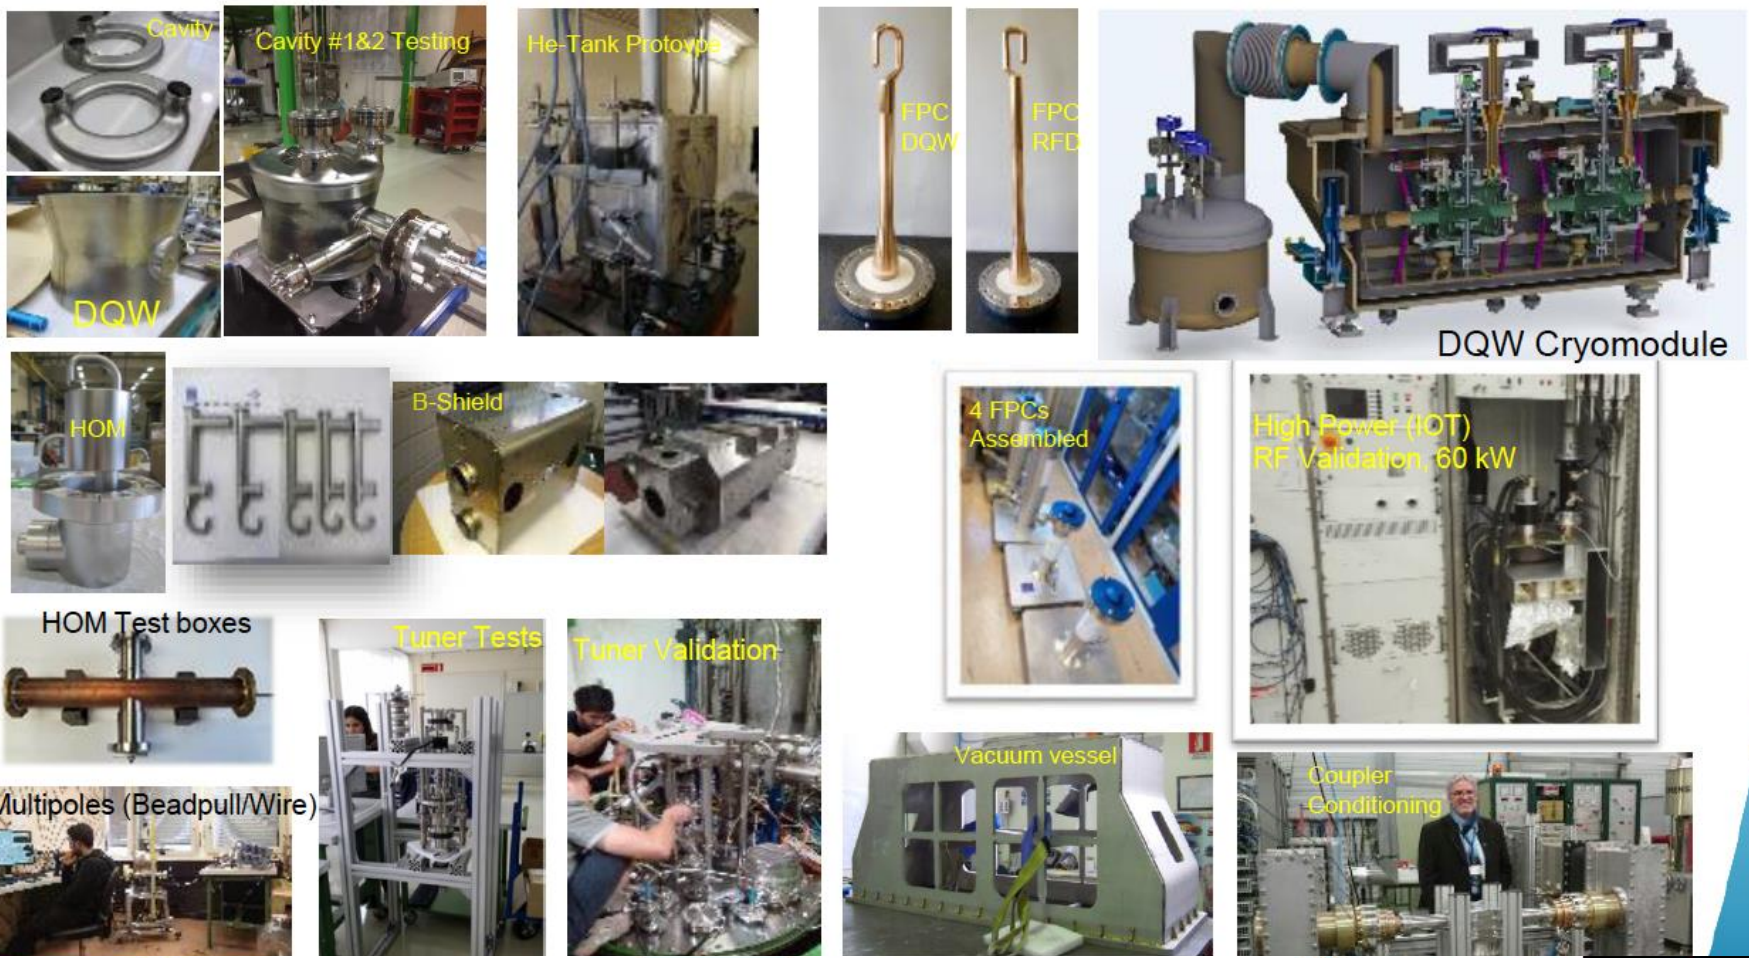 Cavity
Cavity #1&2 Testing
He-Tank Protoype
FPC
DQW
FPC
RFD
DQW
DQW Cryomodule
HOM
B-Shield
4 FPCs
Assembled
High Power (IOT)
RF Validation, 60 kW
HOM Test boxes
Tuner Tests
Tuner Validation
Vacuum vessel
Coupler
Conditioning
Multipoles (Beadpull/Wire)